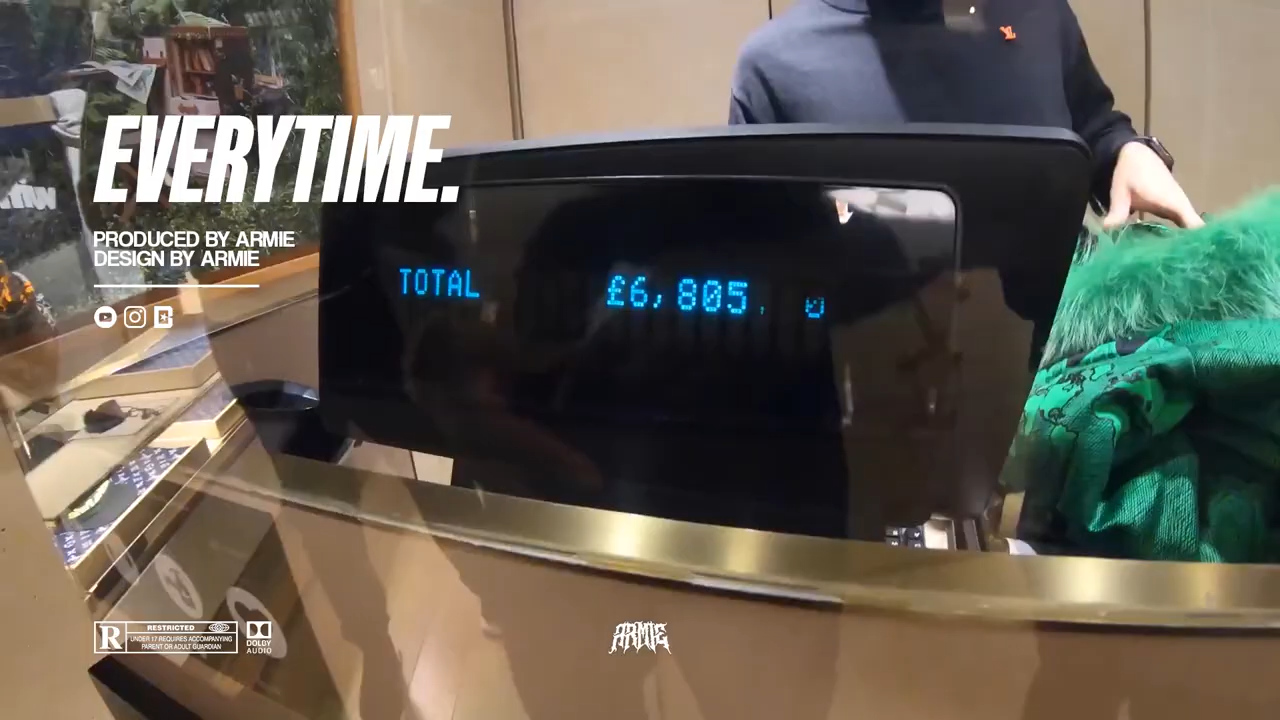 EVERYTIME.
PRODUCED BY ARMIE
DESIGN BY ARMIE
TOTAL £6,805.
R RESTRICTED
UNDER 17 REQUIRES ACCOMPANYING
PARENT OR ADULT GUARDIAN
DOLBY
AUDIO
ARMIE